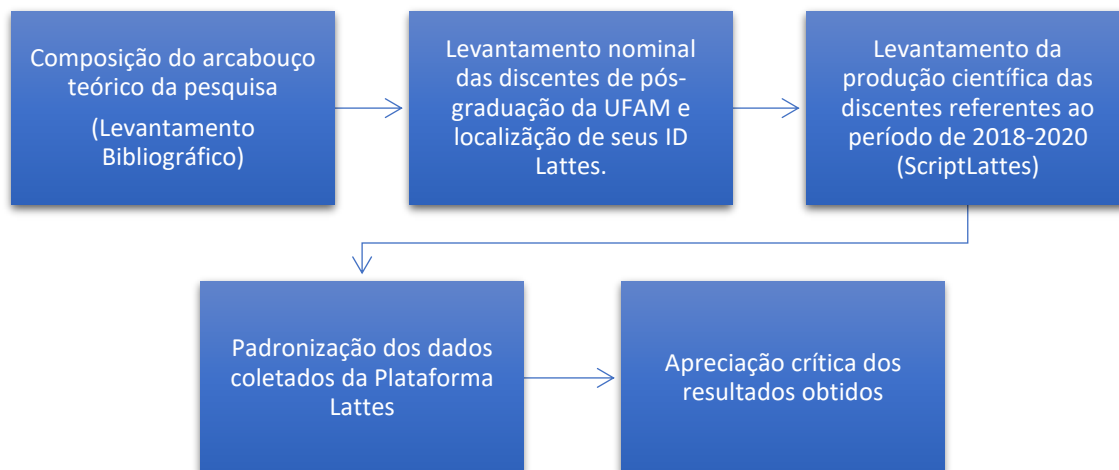 Composição do arcabouço
teórico da pesquisa
(Levantamento
Bibliográfico)
Levantamento nominal
das discentes de pós-
graduação da UFAM e
localizãção de seus ID
Lattes.
Levantamento da
produção científica das
discentes referentes ao
período de 2018-2020
(ScriptLattes)
Padronização dos dados
coletados da Plataforma
Lattes
Apreciação crítica dos
resultados obtidos